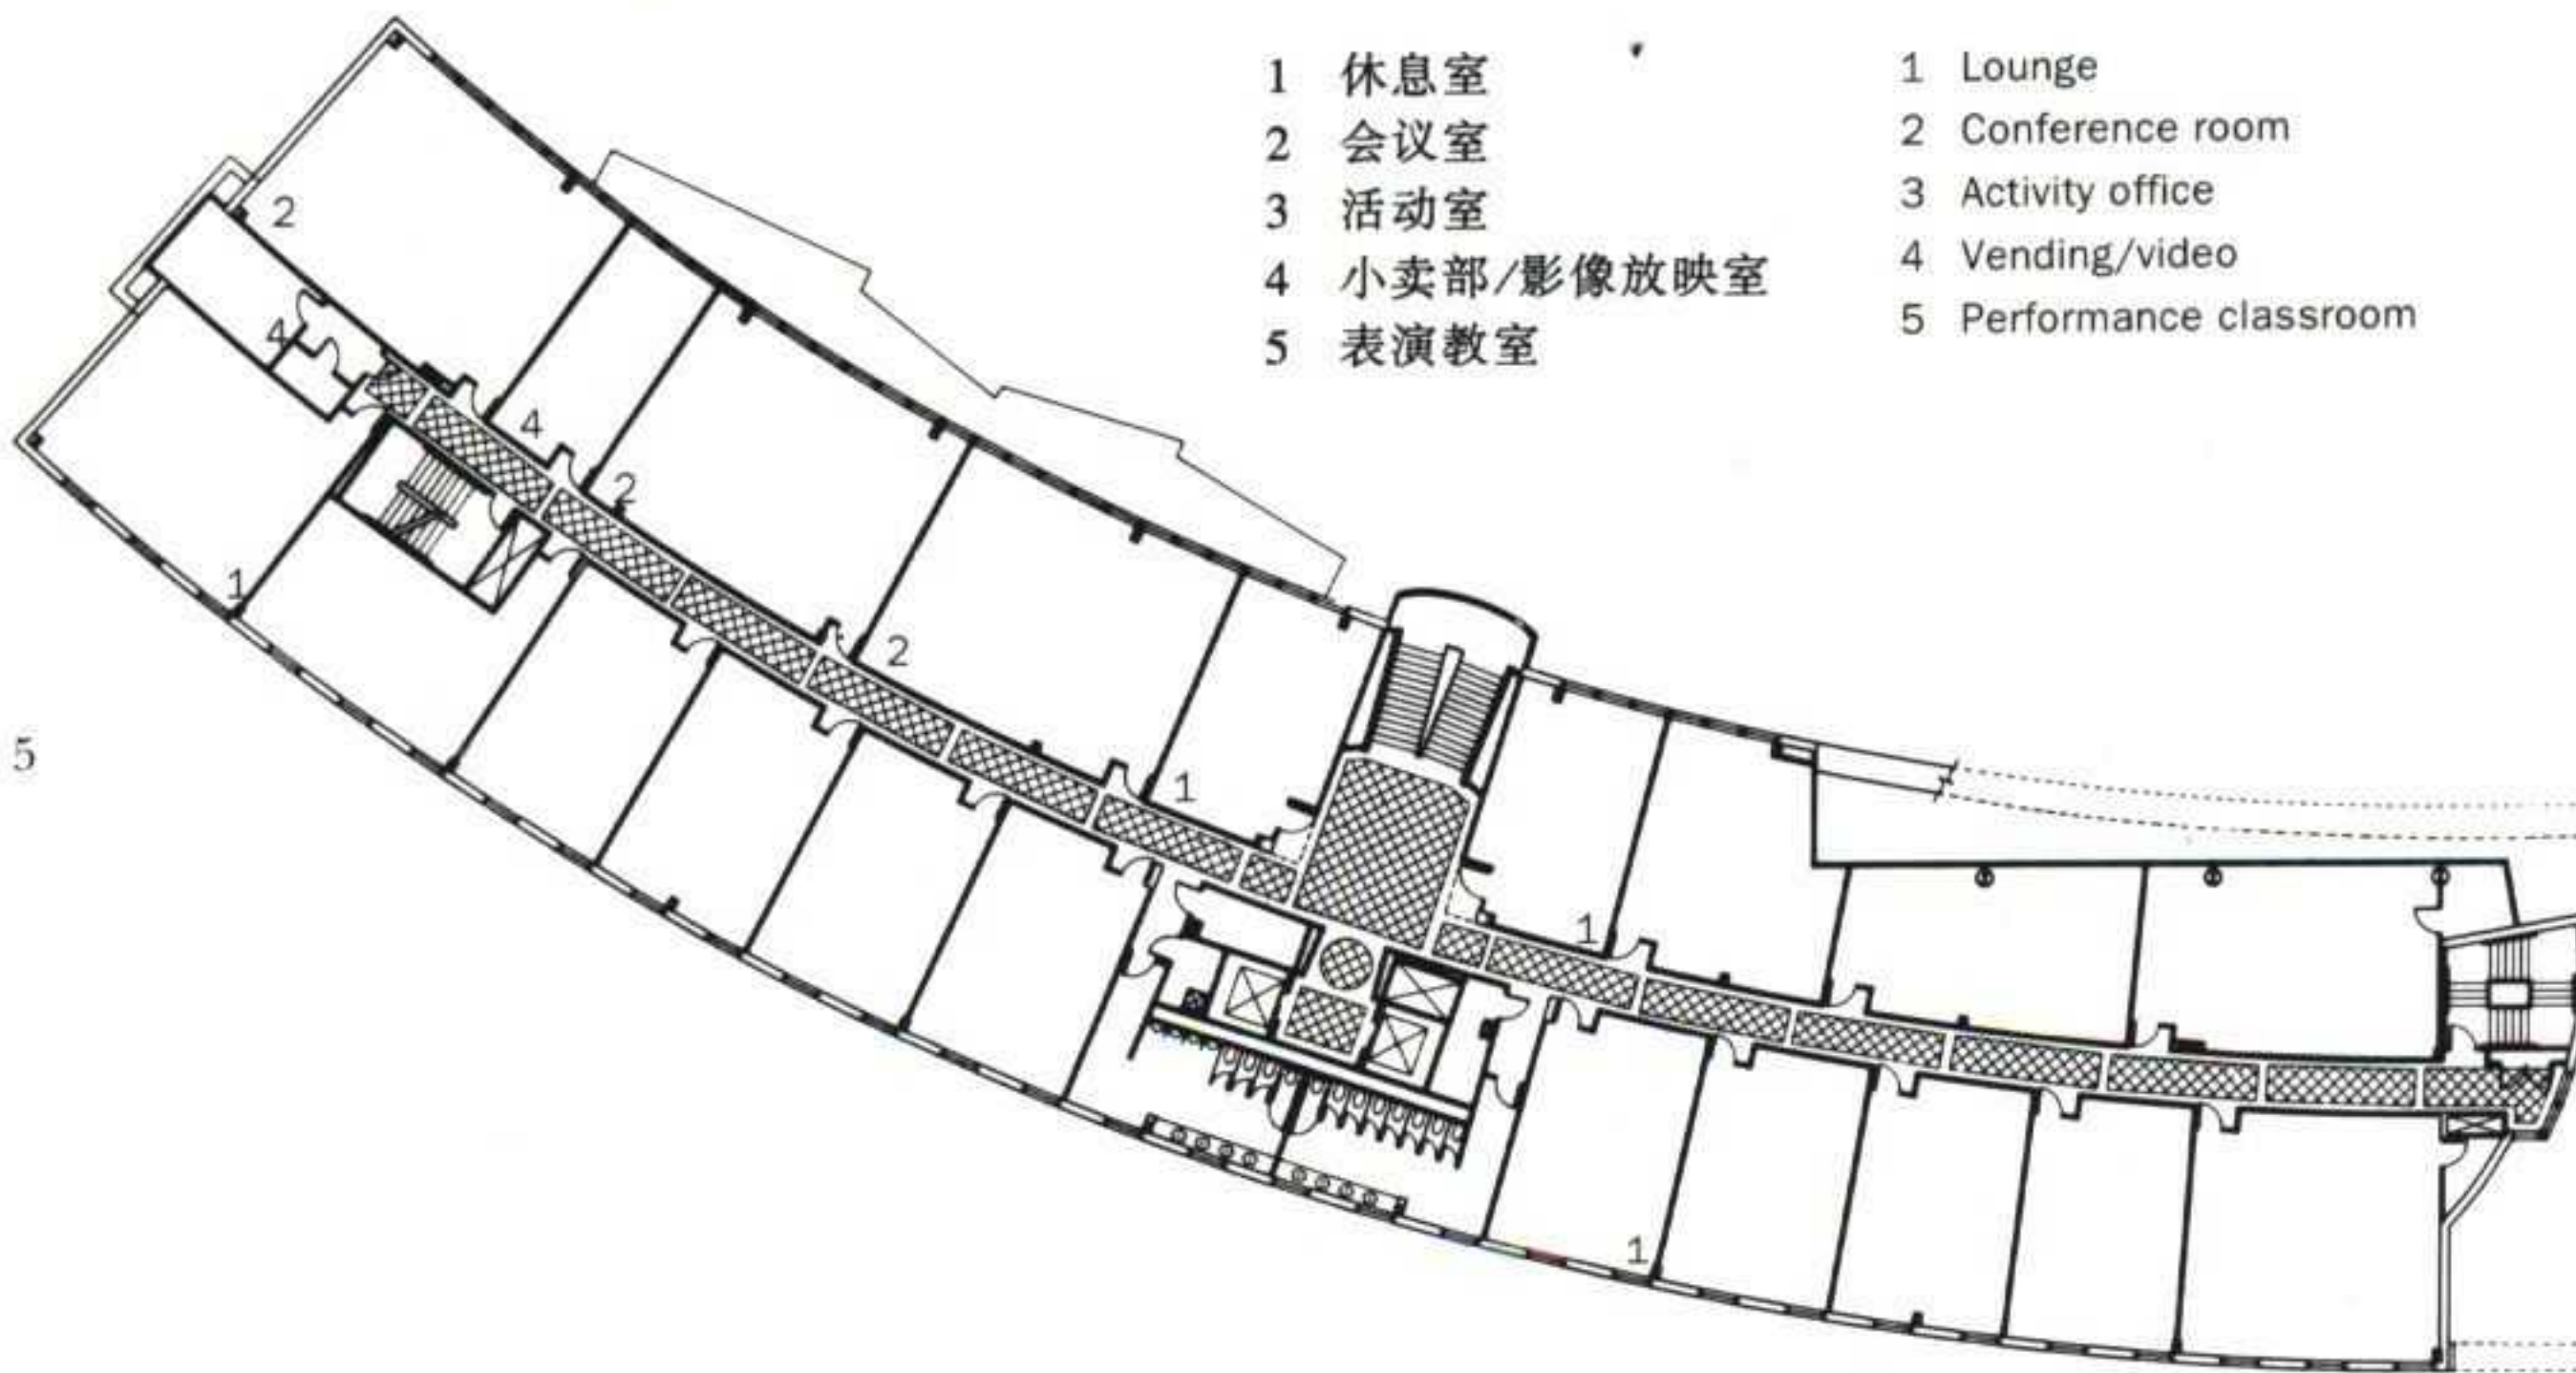 1 休息室
2 会议室
3 活动室
4 小卖部/影像放映室
5 表演教室
1 Lounge
2 Conference room
3 Activity office
4 Vending/video
5 Performance classroom
2
4
4
2
1
2
5
1
1
1